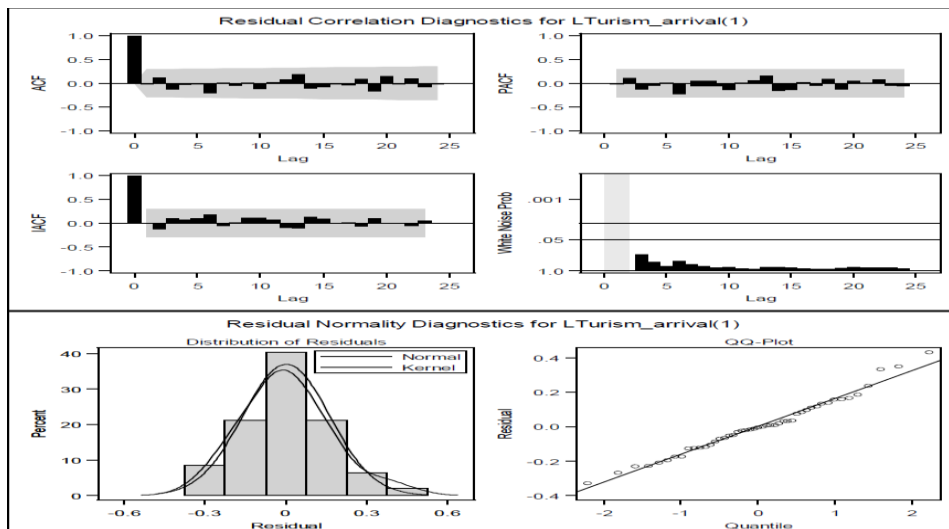 Residual Correlation Diagnostics for LTurism_arrival(1)
ACF
1.0
0.5
0.0
-0.5
-1.0
0 5 10 15 20 25
Lag
PACF
1.0
0.5
0.0
-0.5
-1.0
0 5 10 15 20 25
Lag
IACF
1.0
0.5
0.0
-0.5
-1.0
0 5 10 15 20 25
Lag
White Noise Prob
.001
.05
1.0
0 5 10 15 20 25
Lag
Residual Normality Diagnostics for LTurism_arrival(1)
Distribution of Residuals
Percent
40
30
20
10
0
Normal
Kernel
-0.6 -0.3 0 0.3 0.6
Residual
QQ-Plot
Residual
0.4
0.2
0.0
-0.2
-0.4
-2 -1 0 1 2
Quantile